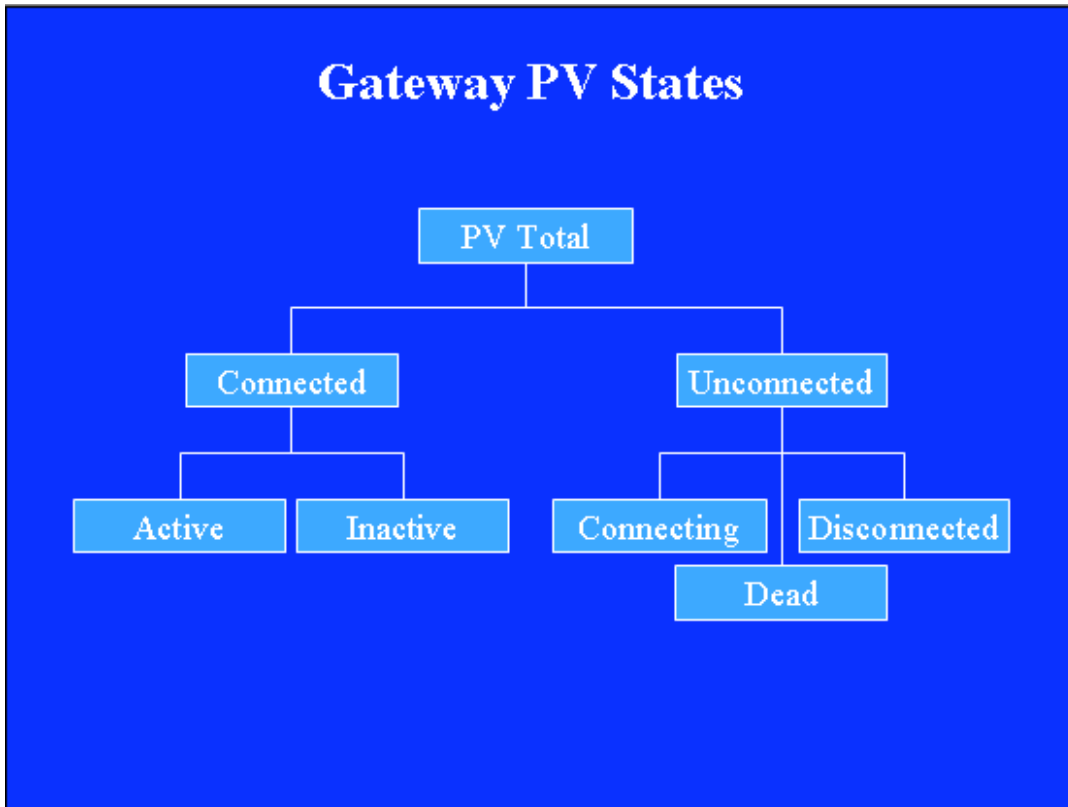 Gateway PV States
PV Total
Connected
Unconnected
Active
Inactive
Connecting
Disconnected
Dead